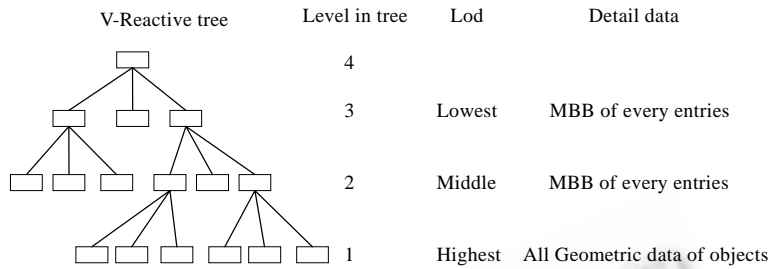 V-Reactive tree Level in tree Lod Detail data
4
3 Lowest MBB of every entries
2 Middle MBB of every entries
1 Highest All Geometric data of objects